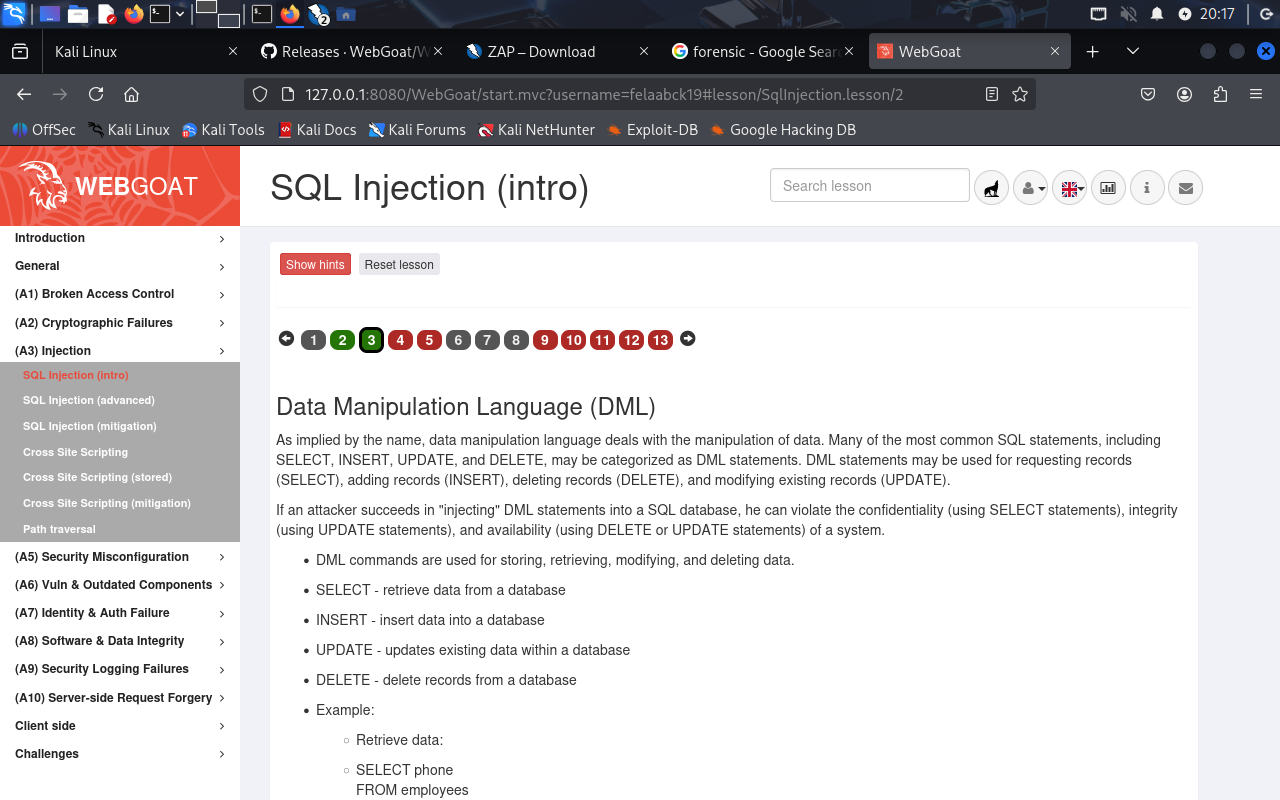 20:17
Kali Linux
Releases · WebGoat/W
ZAP – Download
forensic - Google Sear
WebGoat
127.0.0.1:8080/WebGoat/start.mvc?username=felaabck19#lesson/SqlInjection.lesson/2
OffSec
Kali Linux
Kali Tools
Kali Docs
Kali Forums
Kali NetHunter
Exploit-DB
Google Hacking DB
WEBGOAT
SQL Injection (intro)
Search lesson
Introduction
General
(A1) Broken Access Control
(A2) Cryptographic Failures
(A3) Injection
SQL Injection (intro)
SQL Injection (advanced)
SQL Injection (mitigation)
Cross Site Scripting
Cross Site Scripting (stored)
Cross Site Scripting (mitigation)
Path traversal
(A5) Security Misconfiguration
(A6) Vuln & Outdated Components
(A7) Identity & Auth Failure
(A8) Software & Data Integrity
(A9) Security Logging Failures
(A10) Server-side Request Forgery
Client side
Challenges
Show hints
Reset lesson
1 2 3 4 5 6 7 8 9 10 11 12 13
Data Manipulation Language (DML)
As implied by the name, data manipulation language deals with the manipulation of data. Many of the most common SQL statements, including
SELECT, INSERT, UPDATE, and DELETE, may be categorized as DML statements. DML statements may be used for requesting records
(SELECT), adding records (INSERT), deleting records (DELETE), and modifying existing records (UPDATE).
If an attacker succeeds in "injecting" DML statements into a SQL database, he can violate the confidentiality (using SELECT statements), integrity
(using UPDATE statements), and availability (using DELETE or UPDATE statements) of a system.
• DML commands are used for storing, retrieving, modifying, and deleting data.
• SELECT - retrieve data from a database
• INSERT - insert data into a database
• UPDATE - updates existing data within a database
• DELETE - delete records from a database
• Example:
○ Retrieve data:
○ SELECT phone
FROM employees